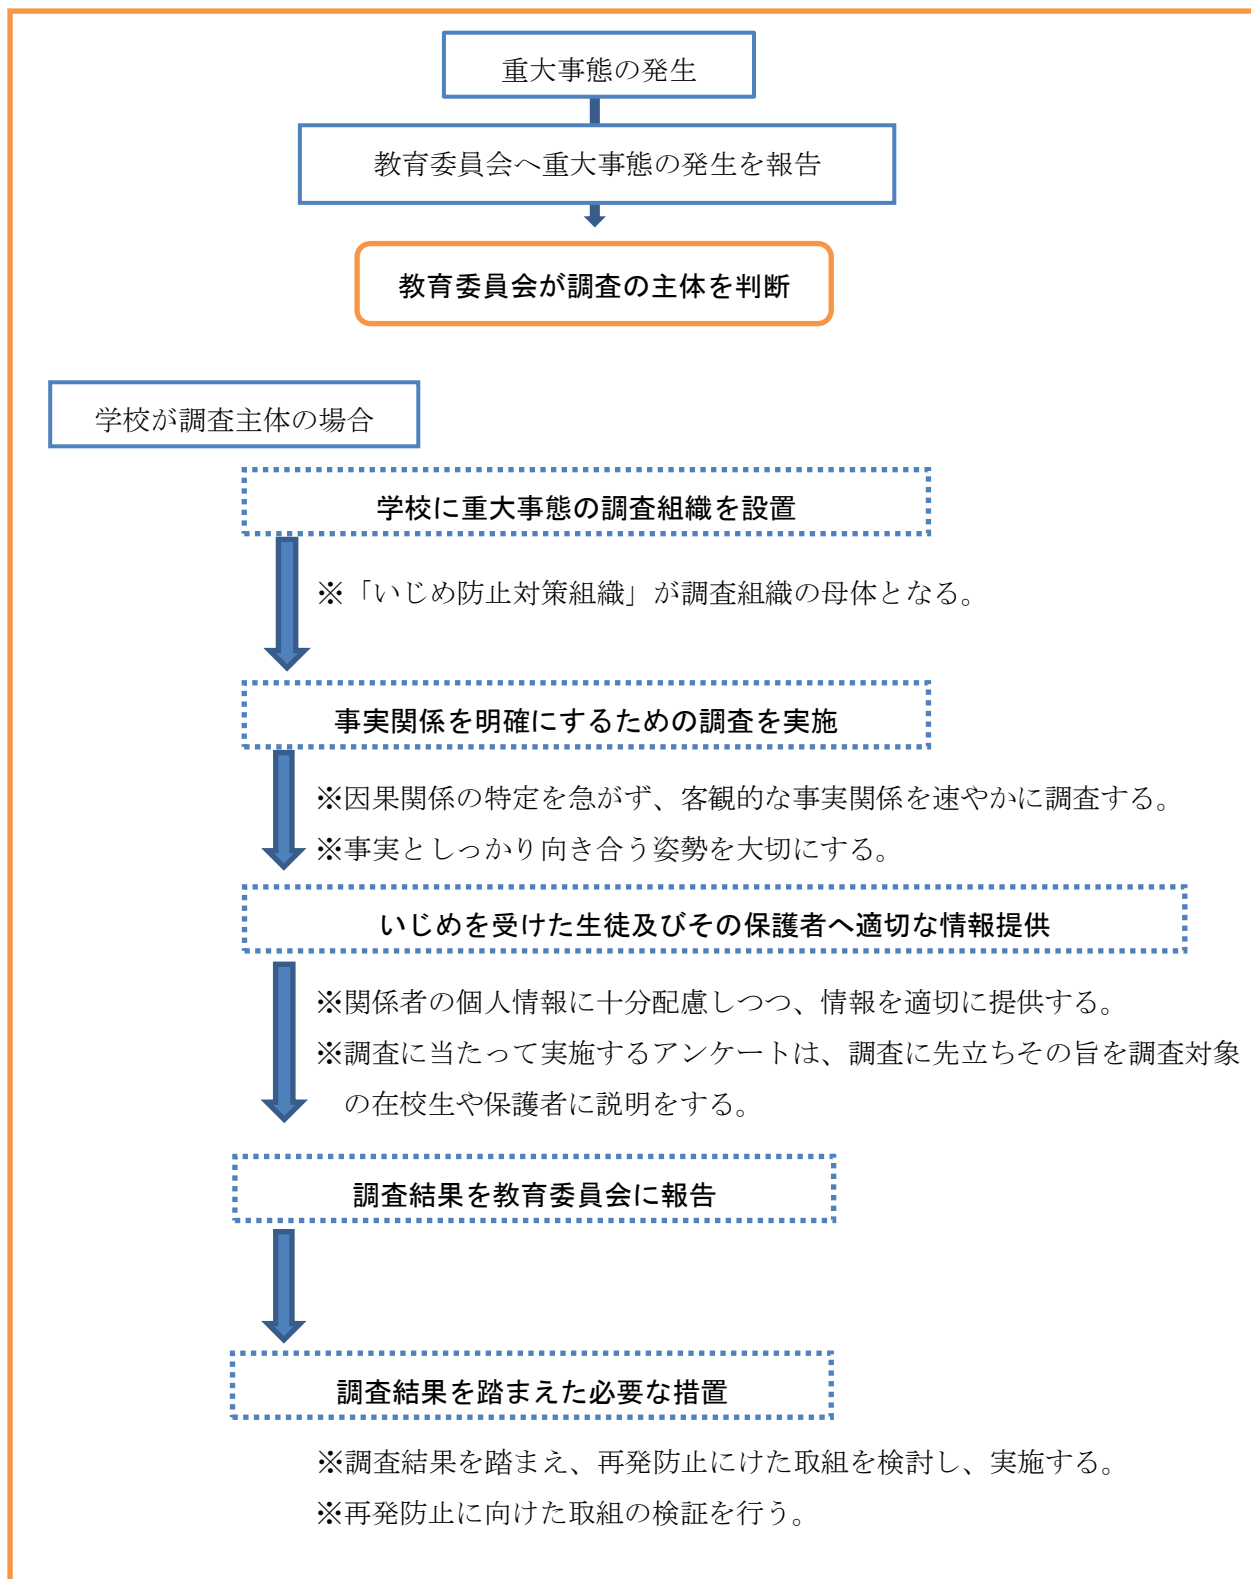 重大事態の発生
教育委員会へ重大事態の発生を報告
教育委員会が調査の主体を判断
学校が調査主体の場合
学校に重大事態の調査組織を設置
※「いじめ防止対策組織」が調査組織の母体となる。
事実関係を明確にするための調査を実施
※因果関係の特定を急がず、客観的な事実関係を速やかに調査する。
※事実としっかり向き合う姿勢を大切にする。
いじめを受けた生徒及びその保護者へ適切な情報提供
※関係者の個人情報に十分配慮しつつ、情報を適切に提供する。
※調査に当たって実施するアンケートは、調査に先立ちその旨を調査対象
の在校生や保護者に説明をする。
調査結果を教育委員会に報告
調査結果を踏まえた必要な措置
※調査結果を踏まえ、再発防止にけた取組を検討し、実施する。
※再発防止に向けた取組の検証を行う。